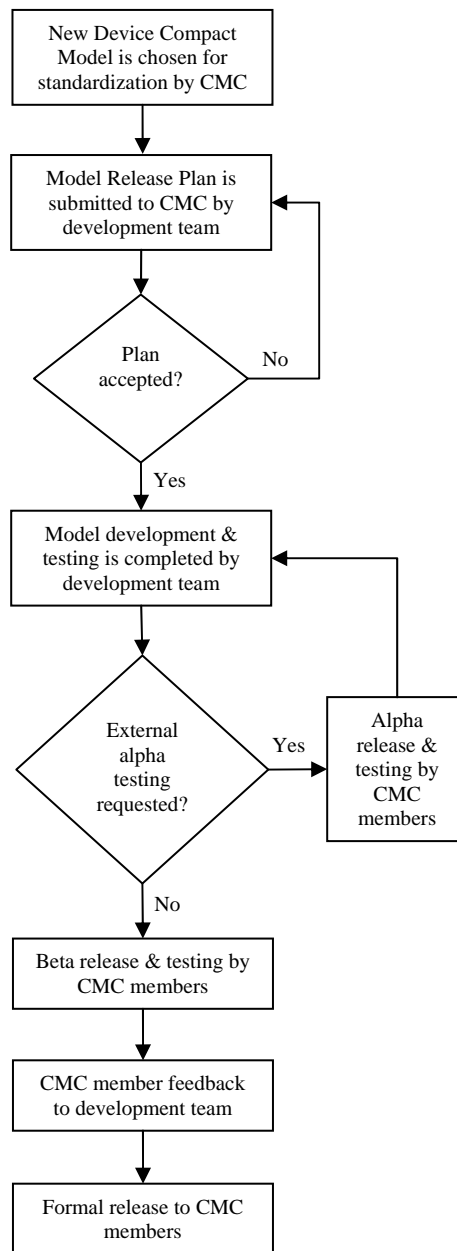 New Device Compact
Model is chosen for
standardization by CMC
Model Release Plan is
submitted to CMC by
development team
Plan
accepted?
No
Yes
Model development &
testing is completed by
development team
External
alpha
testing
requested?
Yes
Alpha
release &
testing by
CMC
members
No
Beta release & testing by
CMC members
CMC member feedback
to development team
Formal release to CMC
members